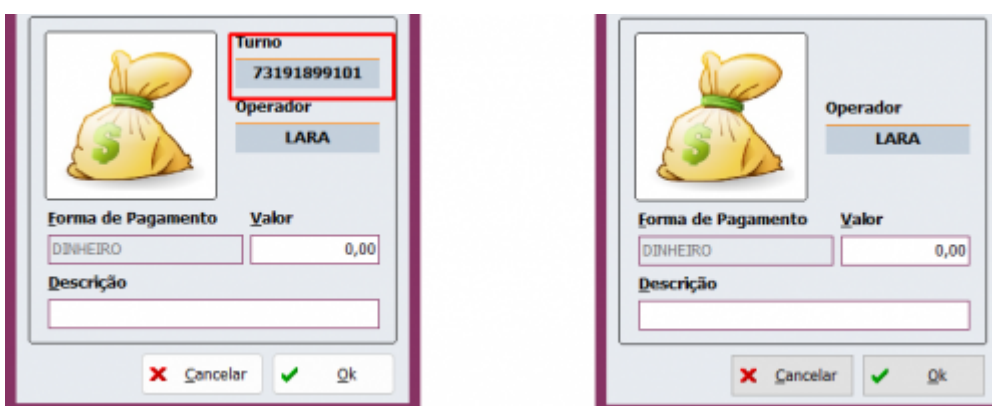 Turno
73191899101
Operador
LARA
Forma de Pagamento Valor
DINHEIRO 0,00
Descrição
Cancelar Ok
Operador
LARA
Forma de Pagamento Valor
DINHEIRO 0,00
Descrição
Cancelar Ok